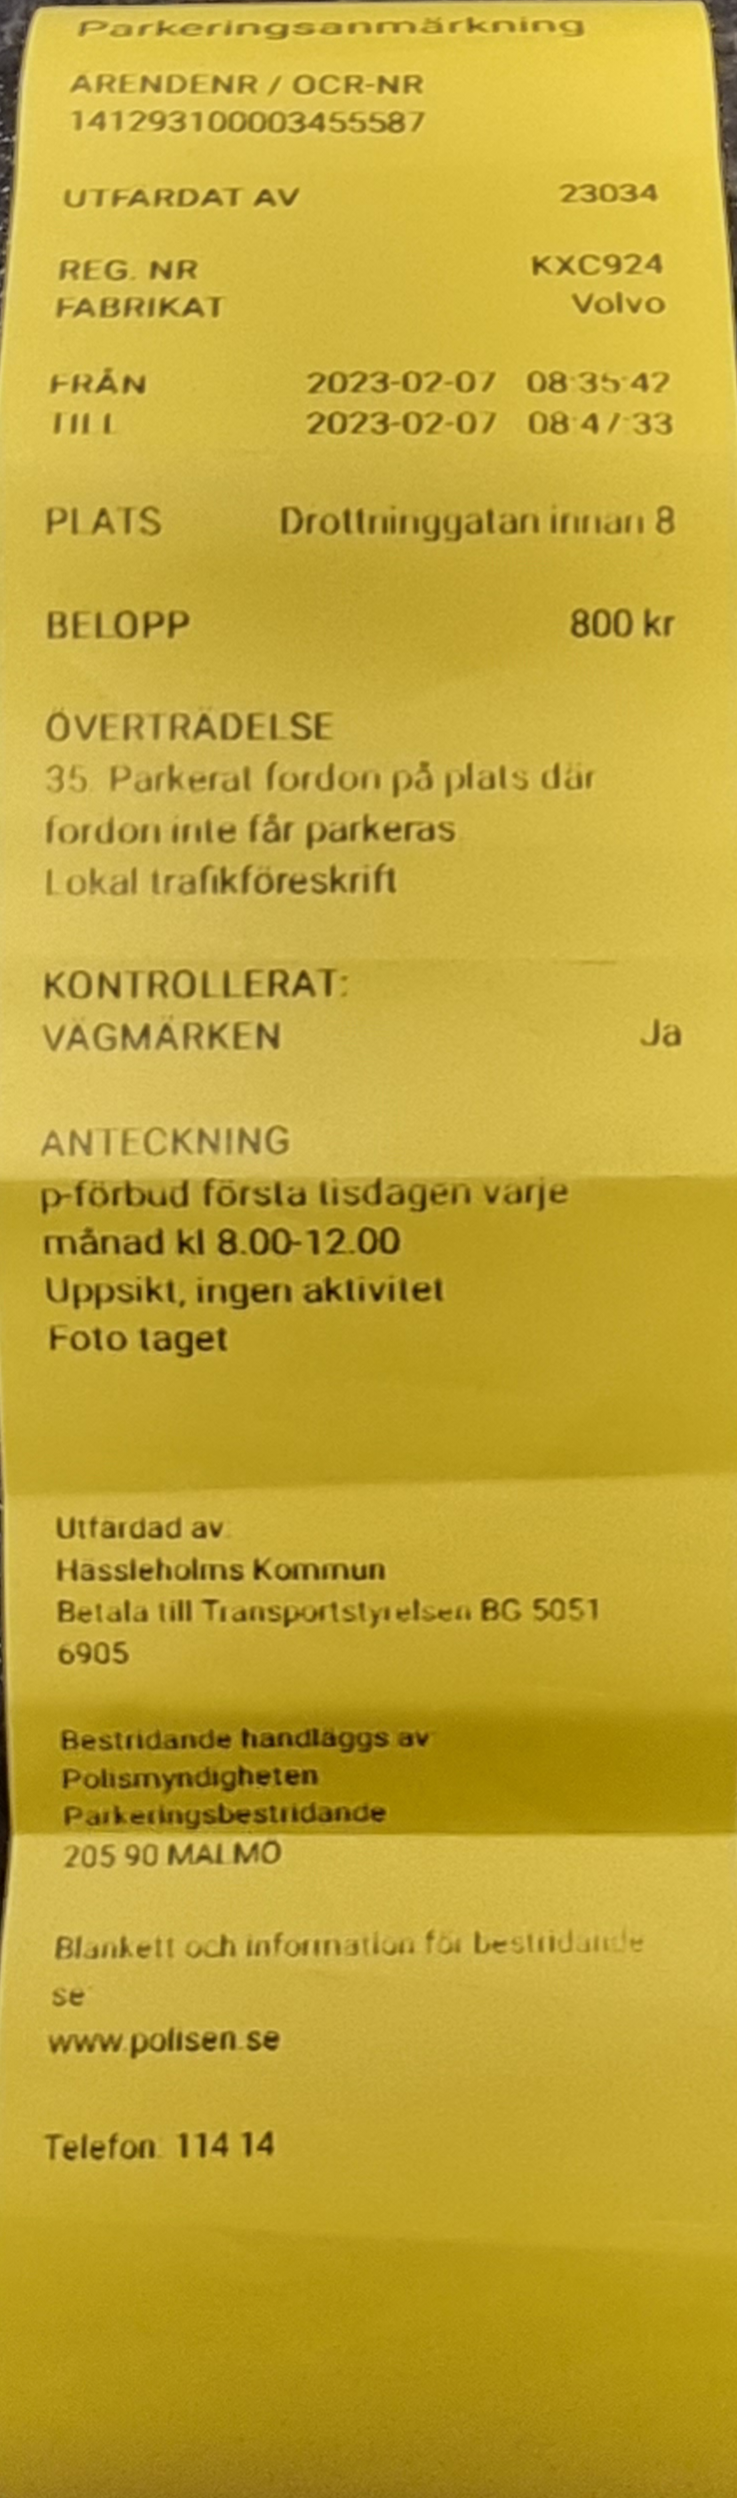 Parkeringsanmärkning
ÄRENDENR / OCR-NR
141293100003455587
UTFÄRDAT AV 23034
REG. NR KXC924
FABRIKAT Volvo
FRÅN 2023-02-07 08:35:42
TILL 2023-02-07 08:47:33
PLATS Drottninggatan innan 8
BELOPP 800 kr
ÖVERTRÄDELSE
35. Parkerat fordon på plats där
fordon inte får parkeras
Lokal trafikföreskrift
KONTROLLERAT:
VÄGMÄRKEN Ja
ANTECKNING
p-förbud första tisdagen varje
månad kl 8.00-12.00
Uppsikt, ingen aktivitet
Foto taget
Utfärdad av:
Hässleholms Kommun
Betala till Transportstyrelsen BG 5051
6905
Bestridande handläggs av
Polismyndigheten
Parkeringsbestridande
205 90 MALMÖ
Blankett och information för bestridande
se:
www.polisen.se
Telefon: 114 14